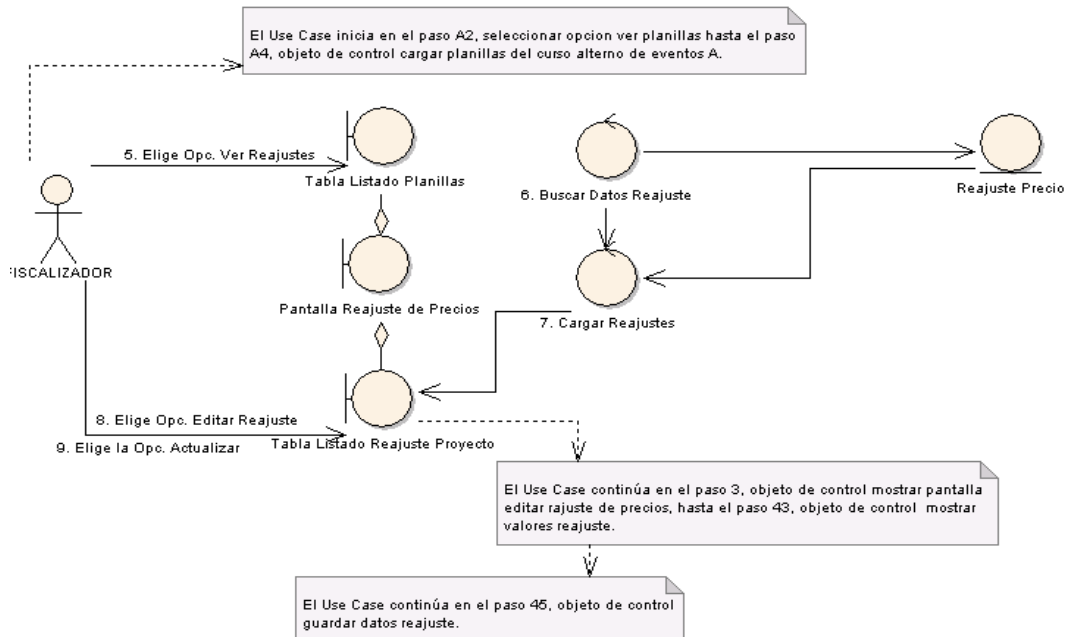 El Use Case inicia en el paso A2, seleccionar opcion ver planillas hasta el paso
A4, objeto de control cargar planillas del curso alterno de eventos A.
5. Elige Opc. Ver Reajustes
Tabla Listado Planillas
6. Buscar Datos Reajuste
Reajuste Precio
FISCALIZADOR
Pantalla Reajuste de Precios
7. Cargar Reajustes
8. Elige Opc. Editar Reajuste
9. Elige la Opc. Actualizar
Tabla Listado Reajuste Proyecto
El Use Case continúa en el paso 3, objeto de control mostrar pantalla
editar rajuste de precios, hasta el paso 43, objeto de control mostrar
valores reajuste.
El Use Case continúa en el paso 45, objeto de control
guardar datos reajuste.